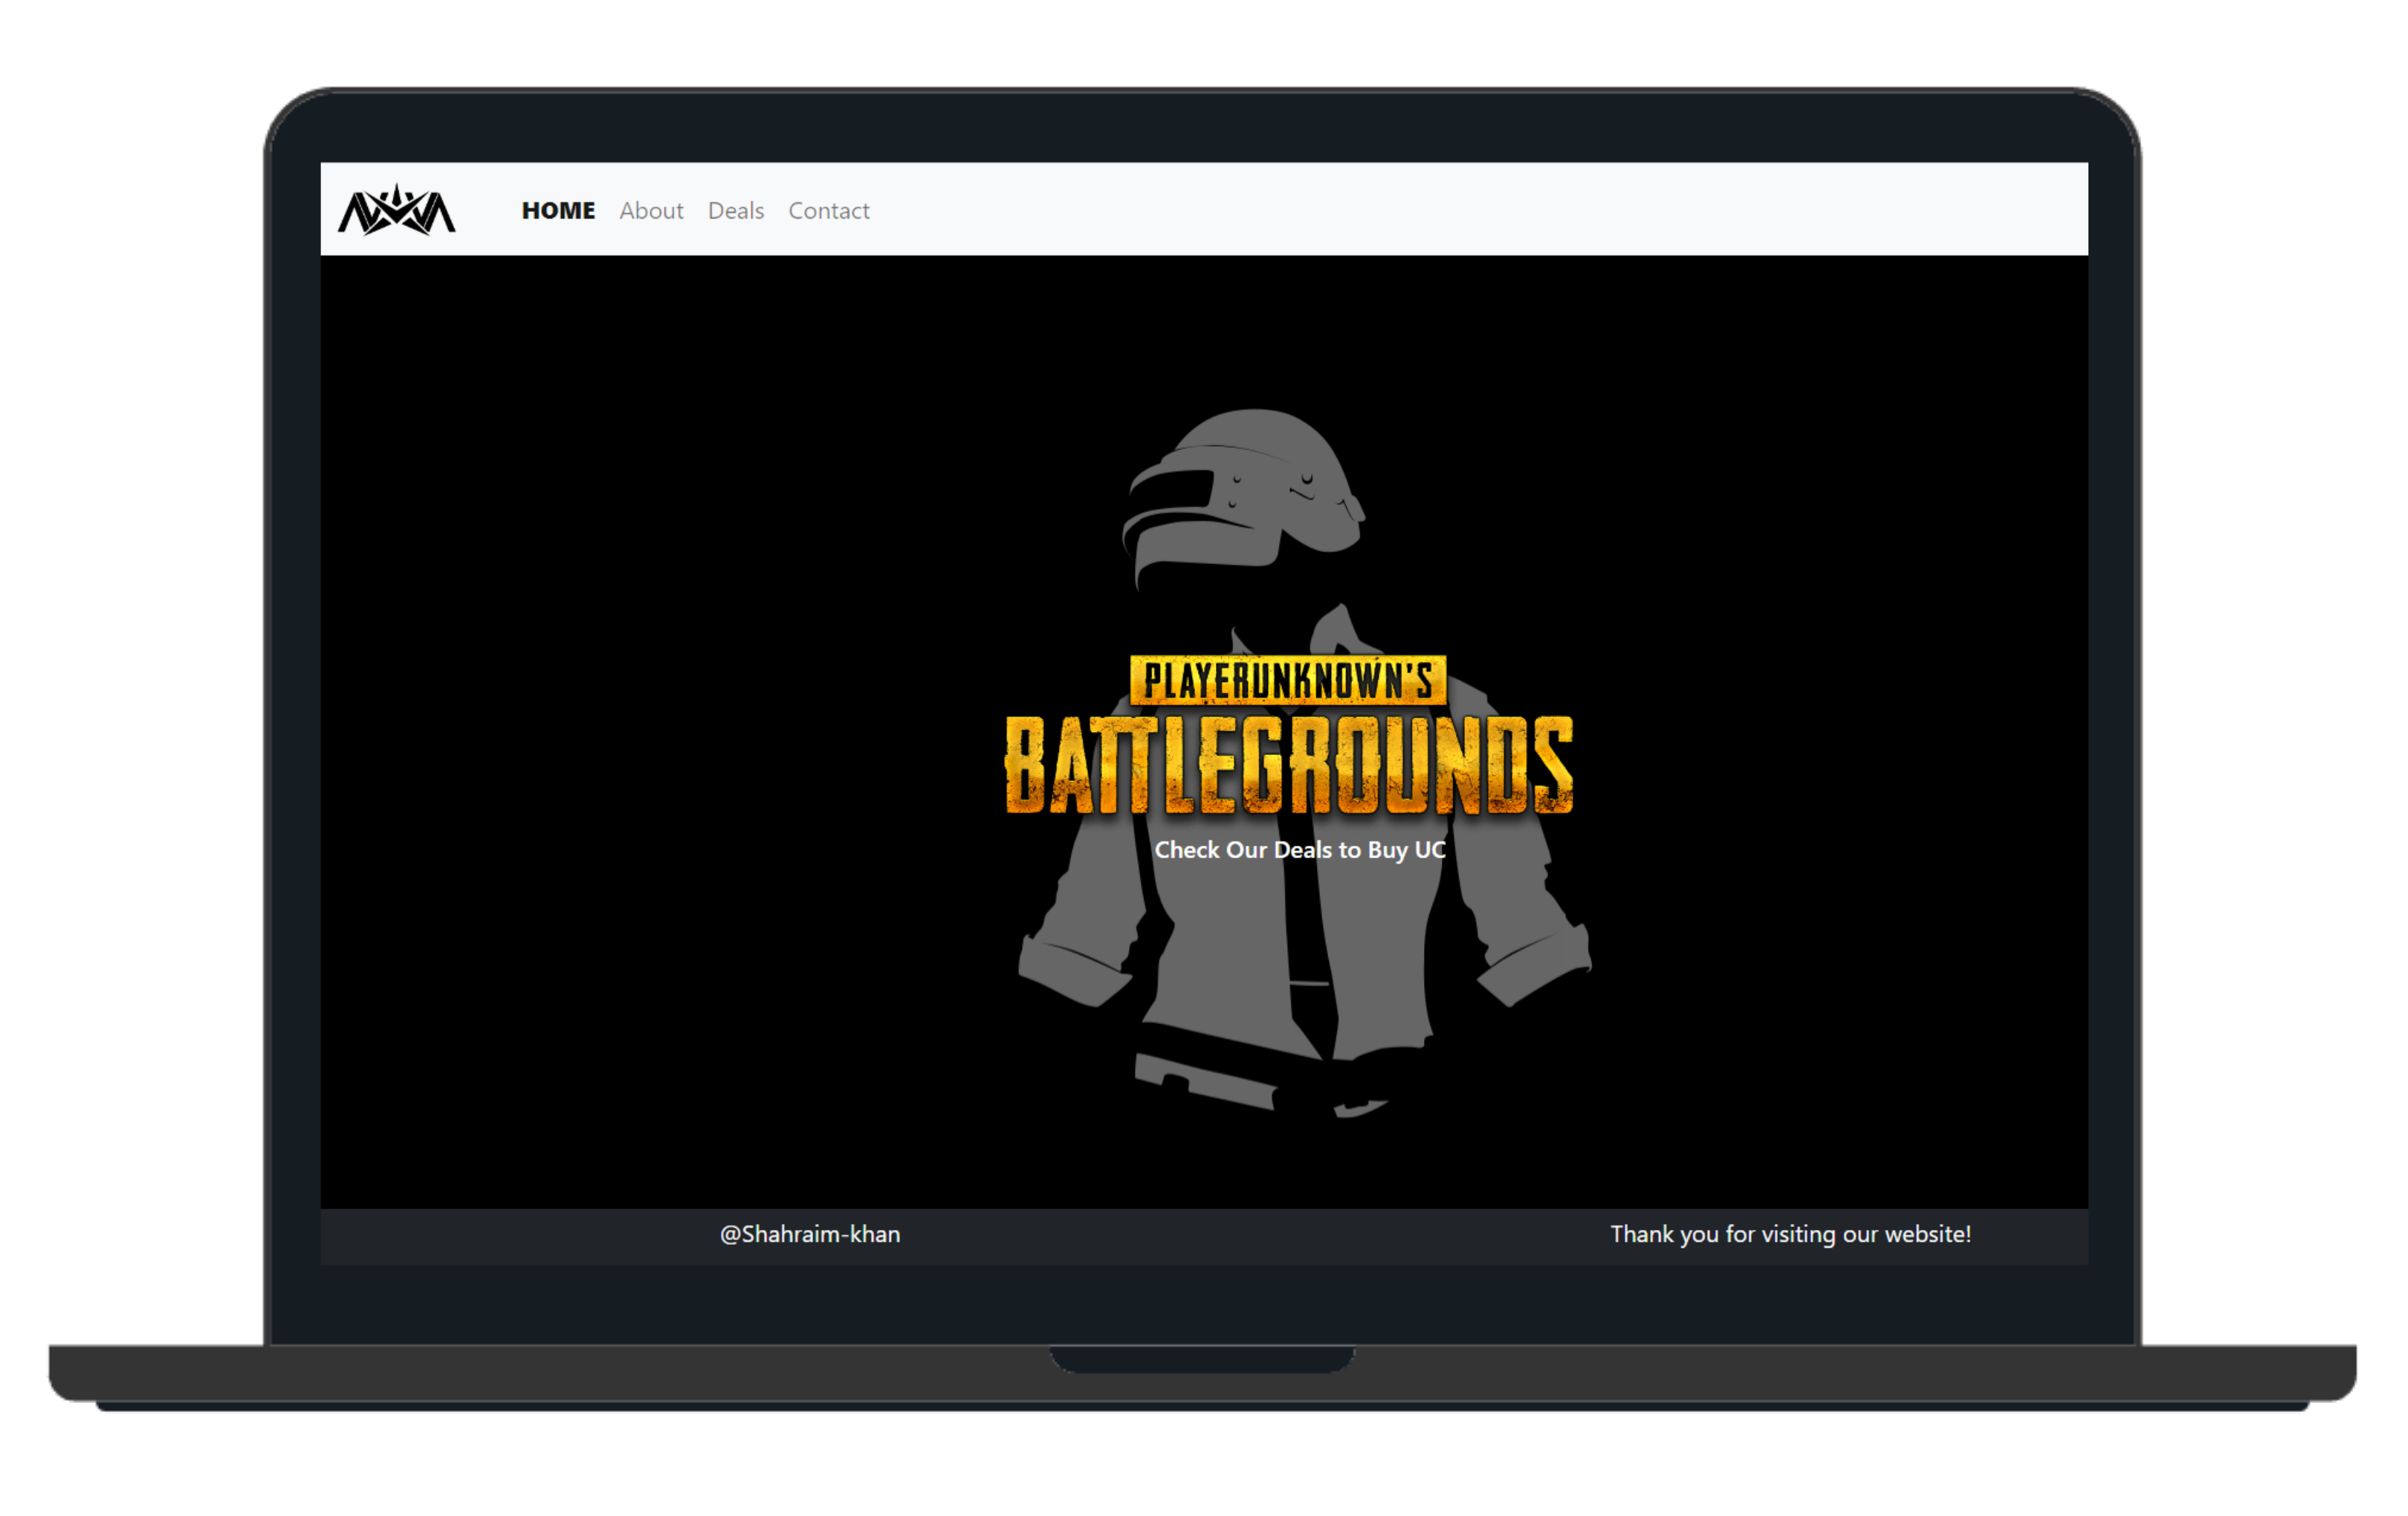 HOME About Deals Contact
PLAYERUNKNOWN'S
BATTLEGROUNDS
Check Our Deals to Buy UC
@Shahraim-khan Thank you for visiting our website!